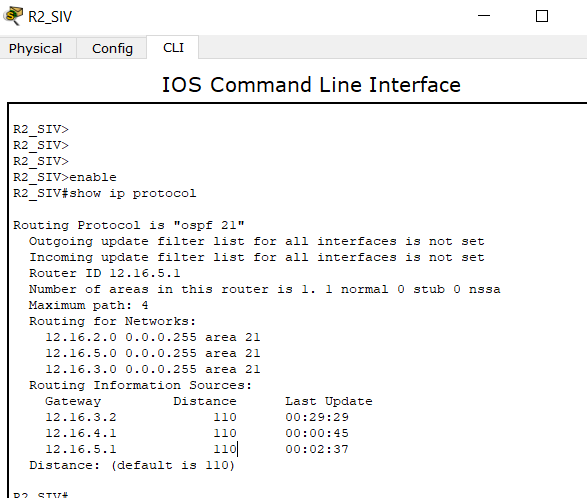 R2_SIV
Physical Config CLI
IOS Command Line Interface
R2_SIV>
R2_SIV>
R2_SIV>
R2_SIV>enable
R2_SIV#show ip protocol
Routing Protocol is "ospf 21"
Outgoing update filter list for all interfaces is not set
Incoming update filter list for all interfaces is not set
Router ID 12.16.5.1
Number of areas in this router is 1. 1 normal 0 stub 0 nssa
Maximum path: 4
Routing for Networks:
12.16.2.0 0.0.0.255 area 21
12.16.5.0 0.0.0.255 area 21
12.16.3.0 0.0.0.255 area 21
Routing Information Sources:
Gateway Distance Last Update
12.16.3.2 110 00:29:29
12.16.4.1 110 00:00:45
12.16.5.1 110 00:02:37
Distance: (default is 110)
R2_SIV#